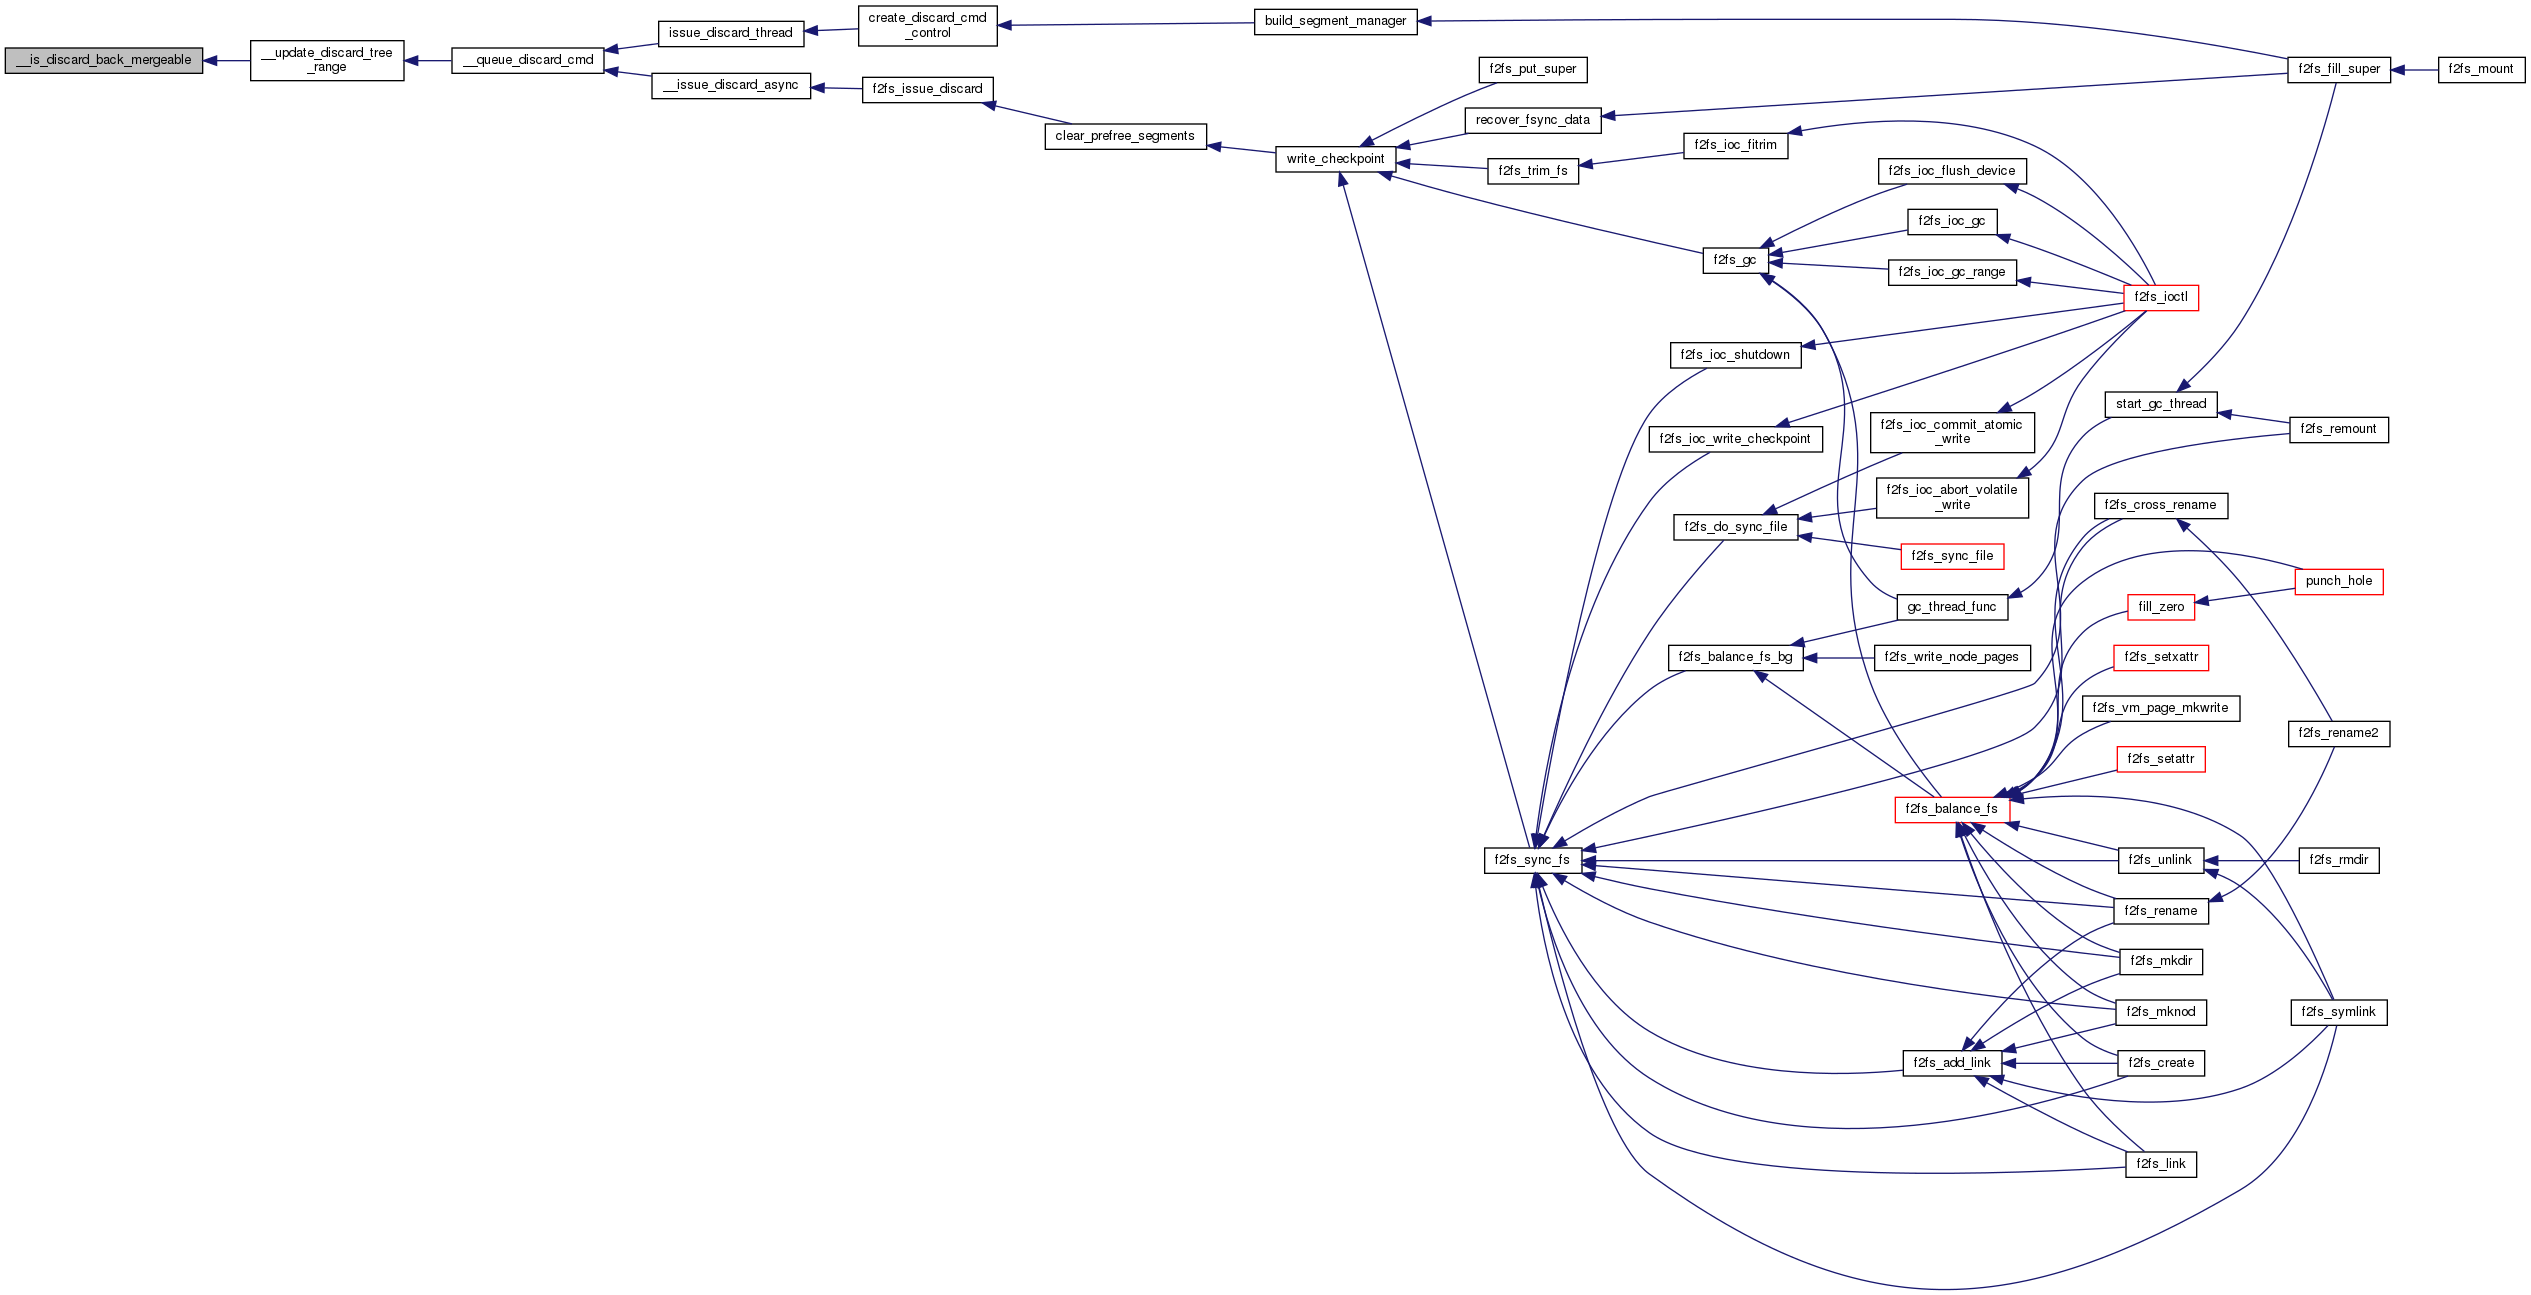 __is_discard_back_mergeable
__update_discard_tree
_range
__queue_discard_cmd
issue_discard_thread
__issue_discard_async
create_discard_cmd
_control
f2fs_issue_discard
clear_prefree_segments
build_segment_manager
write_checkpoint
f2fs_put_super
recover_fsync_data
f2fs_trim_fs
f2fs_ioc_fitrim
f2fs_fill_super
f2fs_mount
f2fs_ioc_flush_device
f2fs_ioc_gc
f2fs_gc
f2fs_ioc_gc_range
f2fs_ioctl
f2fs_ioc_shutdown
f2fs_ioc_write_checkpoint
f2fs_ioc_commit_atomic
_write
start_gc_thread
f2fs_remount
f2fs_ioc_abort_volatile
_write
f2fs_do_sync_file
f2fs_sync_file
f2fs_cross_rename
punch_hole
gc_thread_func
fill_zero
f2fs_balance_fs_bg
f2fs_write_node_pages
f2fs_setxattr
f2fs_vm_page_mkwrite
f2fs_rename2
f2fs_setattr
f2fs_balance_fs
f2fs_sync_fs
f2fs_unlink
f2fs_rmdir
f2fs_rename
f2fs_mkdir
f2fs_mknod
f2fs_symlink
f2fs_add_link
f2fs_create
f2fs_link